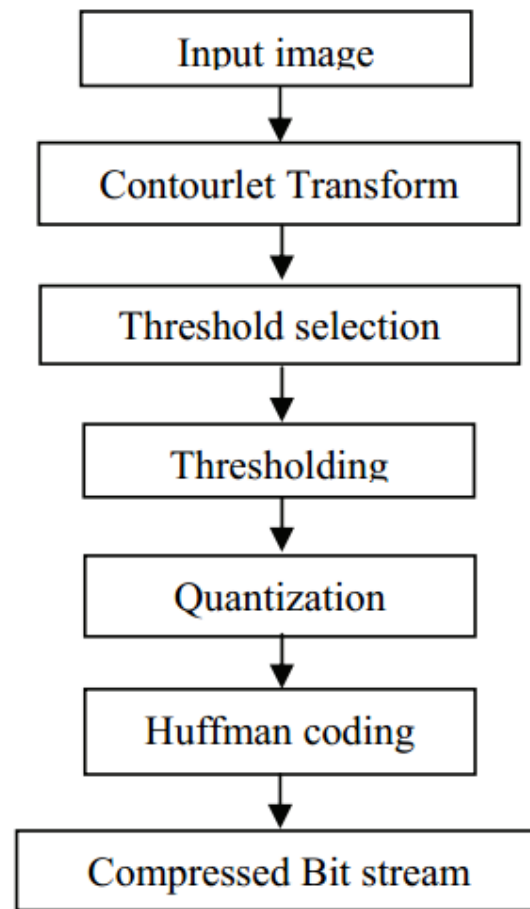 Input image
Contourlet Transform
Threshold selection
Thresholding
Quantization
Huffman coding
Compressed Bit stream